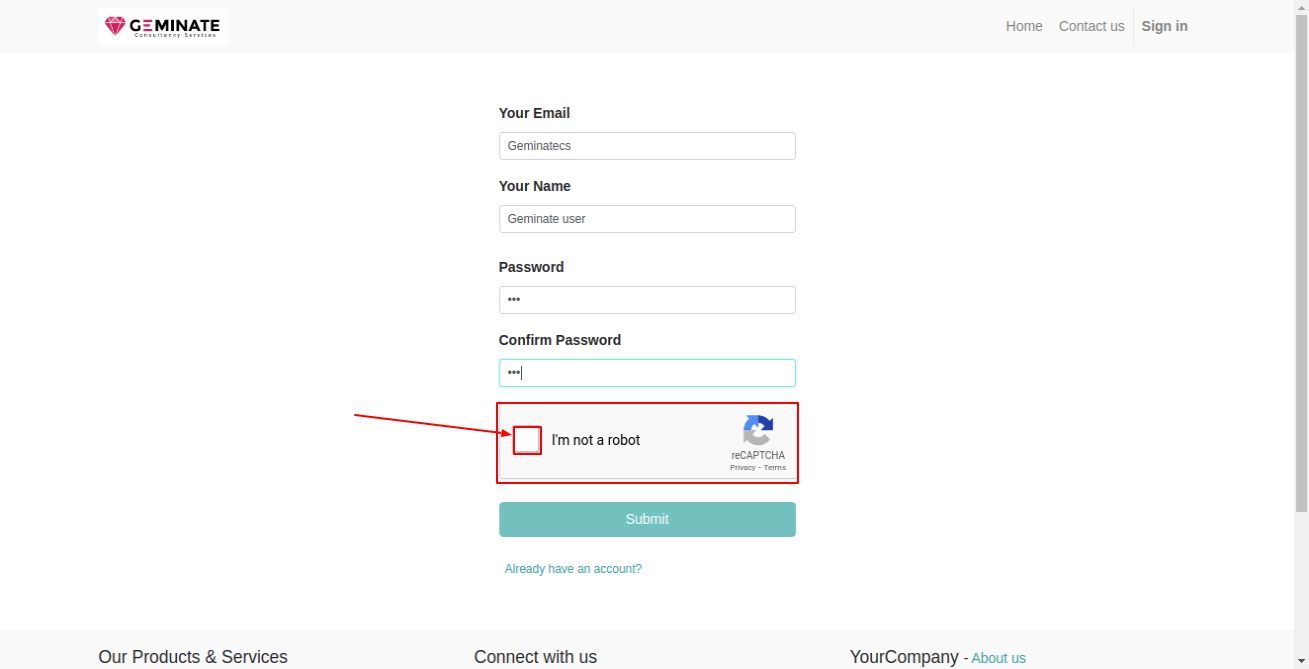 GEMINATE
Consultancy Services
Home Contact us Sign in
Your Email
Geminatecs
Your Name
Geminate user
Password
•••
Confirm Password
•••
I'm not a robot
reCAPTCHA
Privacy - Terms
Submit
Already have an account?
Our Products & Services Connect with us YourCompany - About us